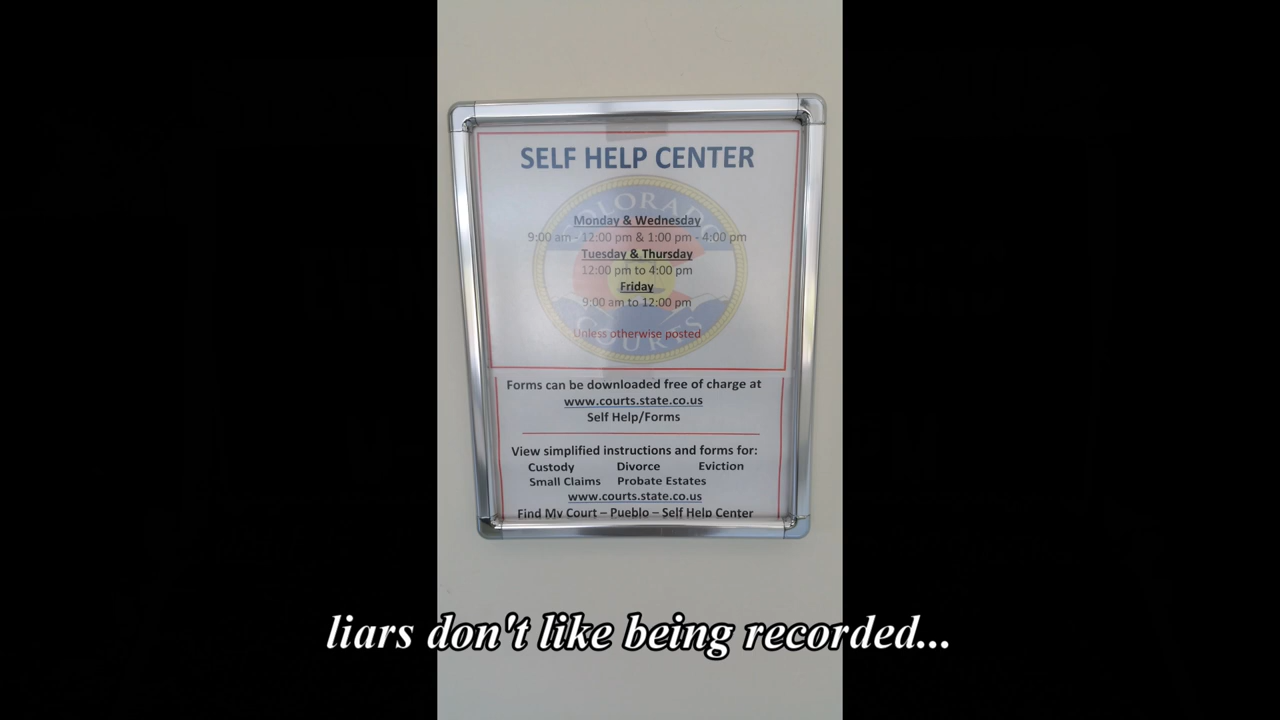 SELF HELP CENTER
COLORADO
Monday & Wednesday
9:00 am - 12:00 pm & 1:00 pm - 4:00 pm
Tuesday & Thursday
12:00 pm to 4:00 pm
Friday
9:00 am to 12:00 pm
Unless otherwise posted
COURTS
Forms can be downloaded free of charge at
www.courts.state.co.us
Self Help/Forms
View simplified instructions and forms for:
Custody Divorce Eviction
Small Claims Probate Estates
www.courts.state.co.us
Find My Court – Pueblo – Self Help Center
liars don't like being recorded...